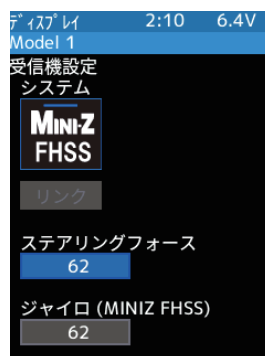 ディスプレイ 2:10 6.4V
Model 1
受信機設定
システム
MINI-Z
FHSS
リンク
ステアリングフォース
62
ジャイロ (MINIZ FHSS)
62